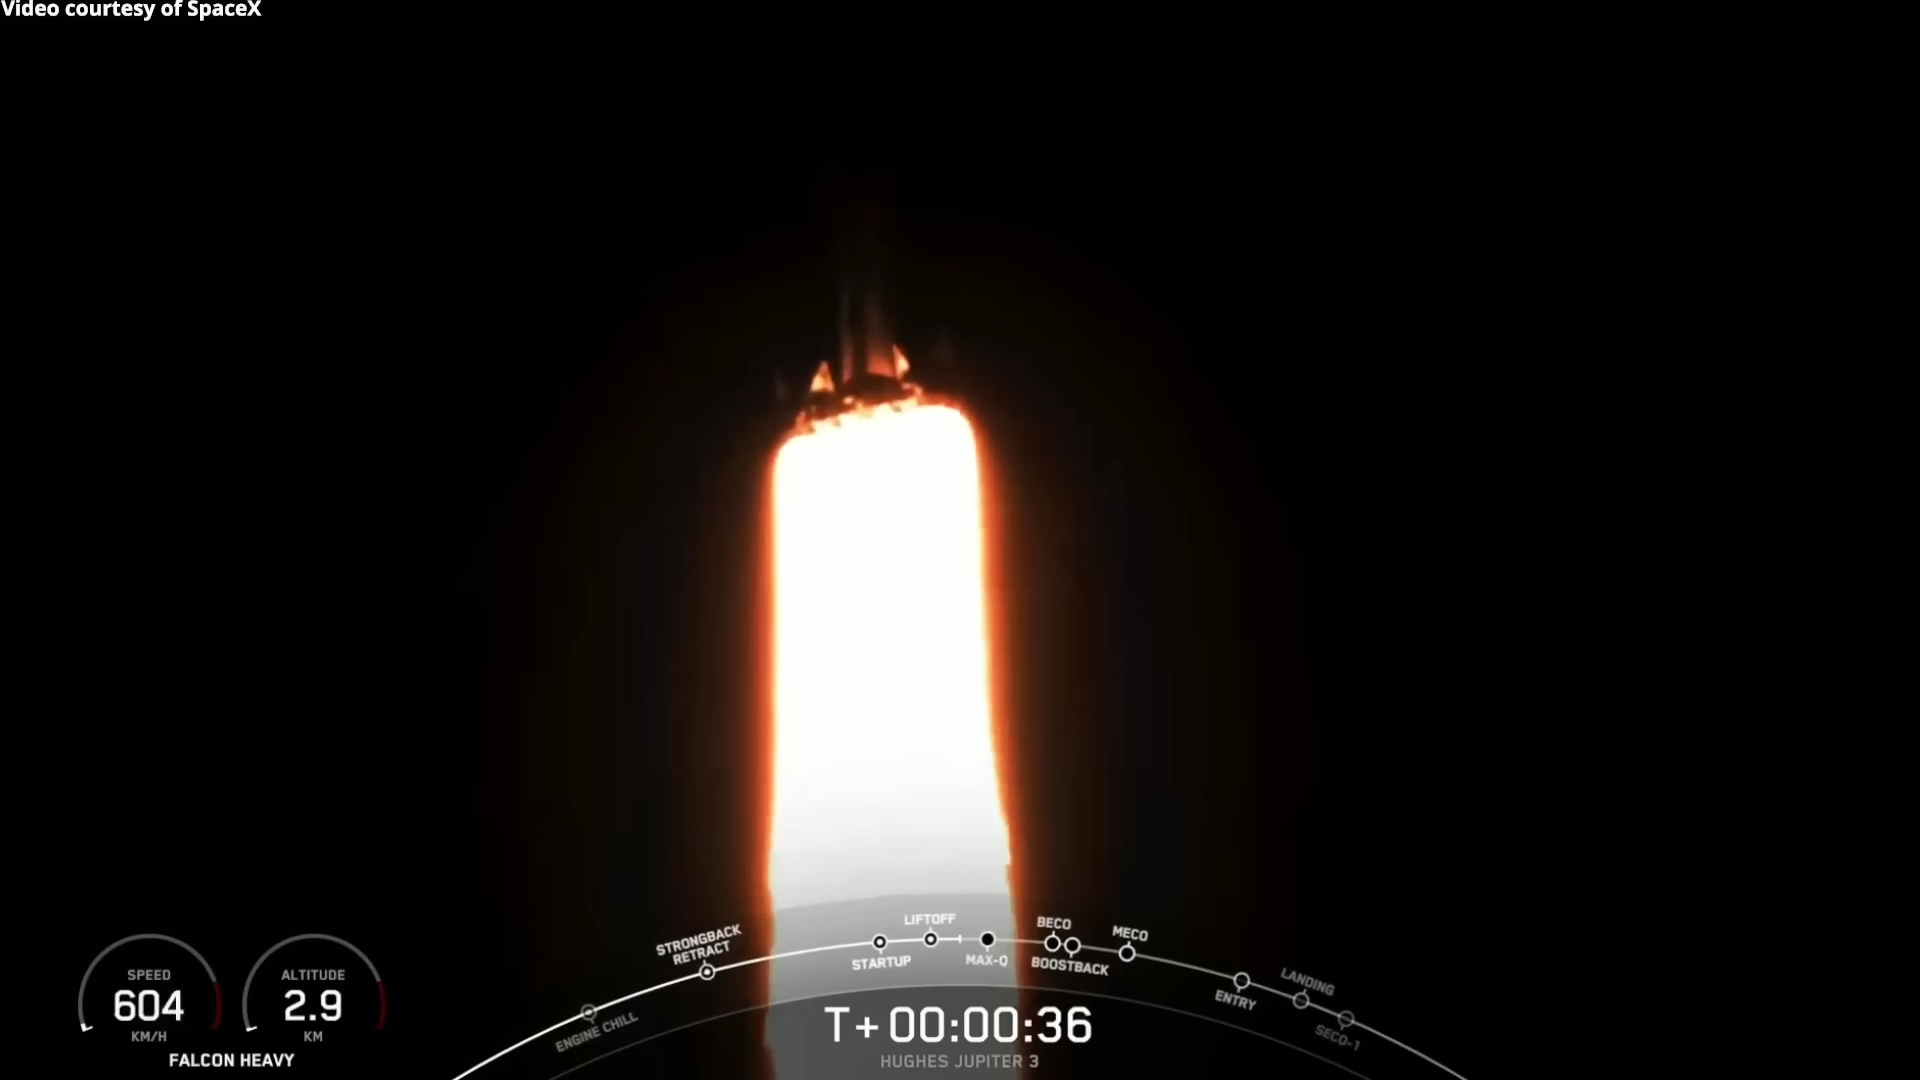 Video courtesy of SpaceX
STRONGBACK
RETRACT
LIFTOFF
BECO
MECO
STARTUP
MAX-Q
BOOSTBACK
LANDING
ENTRY
ENGINE CHILL
SECO-1
SPEED
604
KM/H
ALTITUDE
2.9
KM
FALCON HEAVY
T+00:00:36
HUGHES JUPITER 3